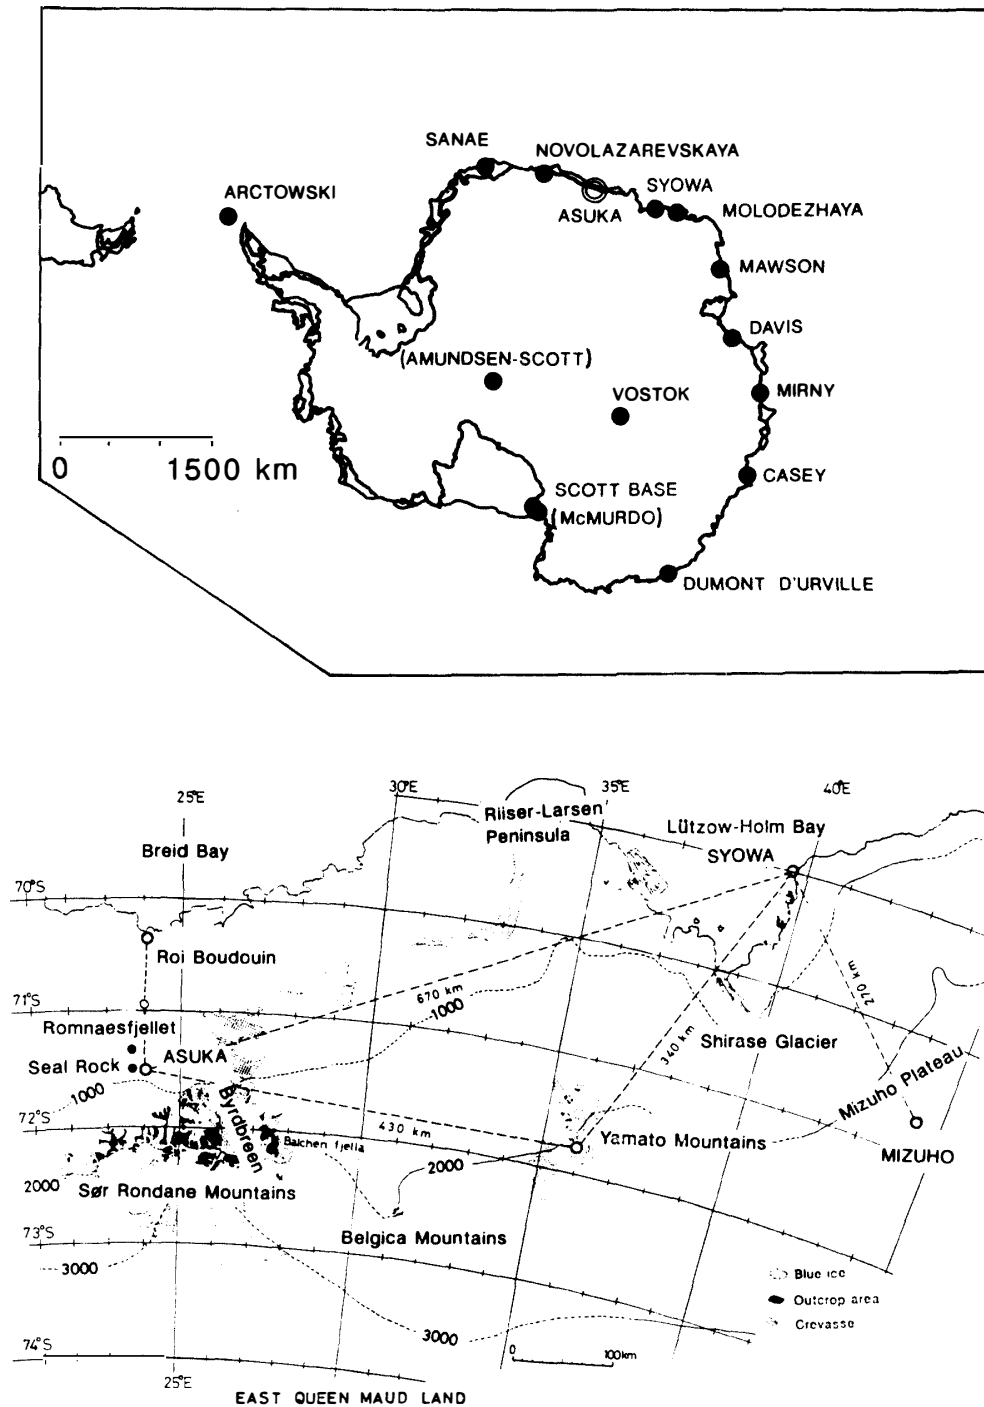 SANAE
NOVOLAZAREVSKAYA
ARCTOWSKI
SYOWA
ASUKA
MOLODEZHAYA
MAWSON
DAVIS
(AMUNDSEN-SCOTT)
VOSTOK
MIRNY
0 1500 km
CASEY
SCOTT BASE
(McMURDO)
DUMONT D'URVILLE
25°E
30°E
35°E
40°E
Riiser-Larsen
Peninsula
Lützow-Holm Bay
SYOWA
Breid Bay
70°S
Roi Boudouin
670 km
1000
270 km
71°S
Romnaesfjellet
ASUKA
Seal Rock
340 km
Shirase Glacier
1000
Mizuho Plateau
72°S
Byrdbreen
430 km
Balchen fjella
Yamato Mountains
MIZUHO
2000
2000
Sør Rondane Mountains
73°S
Belgica Mountains
3000
Blue ice
Outcrop area
Crevasse
74°S
3000
0 100km
25°E
EAST QUEEN MAUD LAND